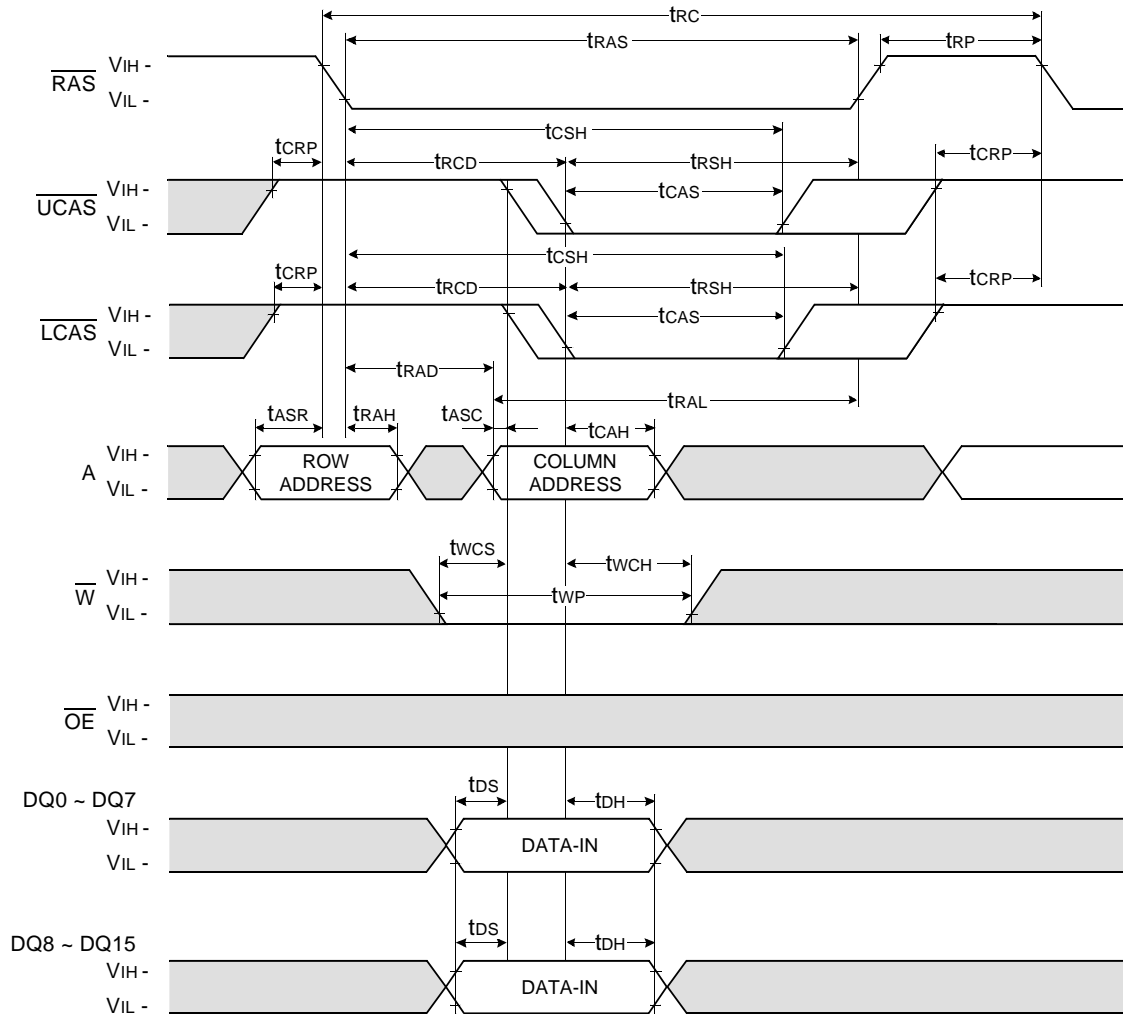 tRC
tRAS
tRP
RAS
VIH -
VIL -
tCSH
tCRP
tRCD
tRSH
tCRP
UCAS
VIH -
VIL -
tCAS
tCSH
tCRP
tRCD
tRSH
tCRP
LCAS
VIH -
VIL -
tCAS
tRAD
tRAL
tASR
tRAH
tASC
tCAH
A
VIH -
VIL -
ROW
ADDRESS
COLUMN
ADDRESS
tWCS
tWCH
W
VIH -
VIL -
tWP
OE
VIH -
VIL -
DQ0 ~ DQ7
tDS
tDH
VIH -
VIL -
DATA-IN
DQ8 ~ DQ15
tDS
tDH
VIH -
VIL -
DATA-IN